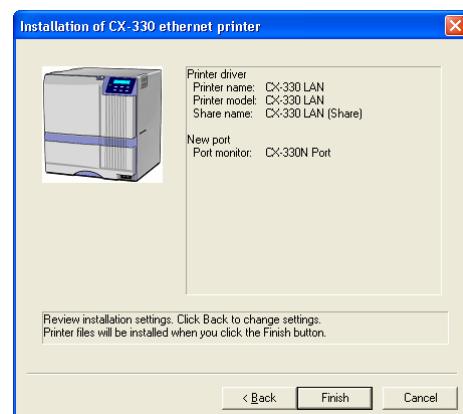 Installation of CX-330 ethernet printer
Printer driver
Printer name: CX-330 LAN
Printer model: CX-330 LAN
Share name: CX-330 LAN (Share)
New port
Port monitor: CX-330N Port
Review installation settings. Click Back to change settings.
Printer files will be installed when you click the Finish button.
< Back Finish Cancel